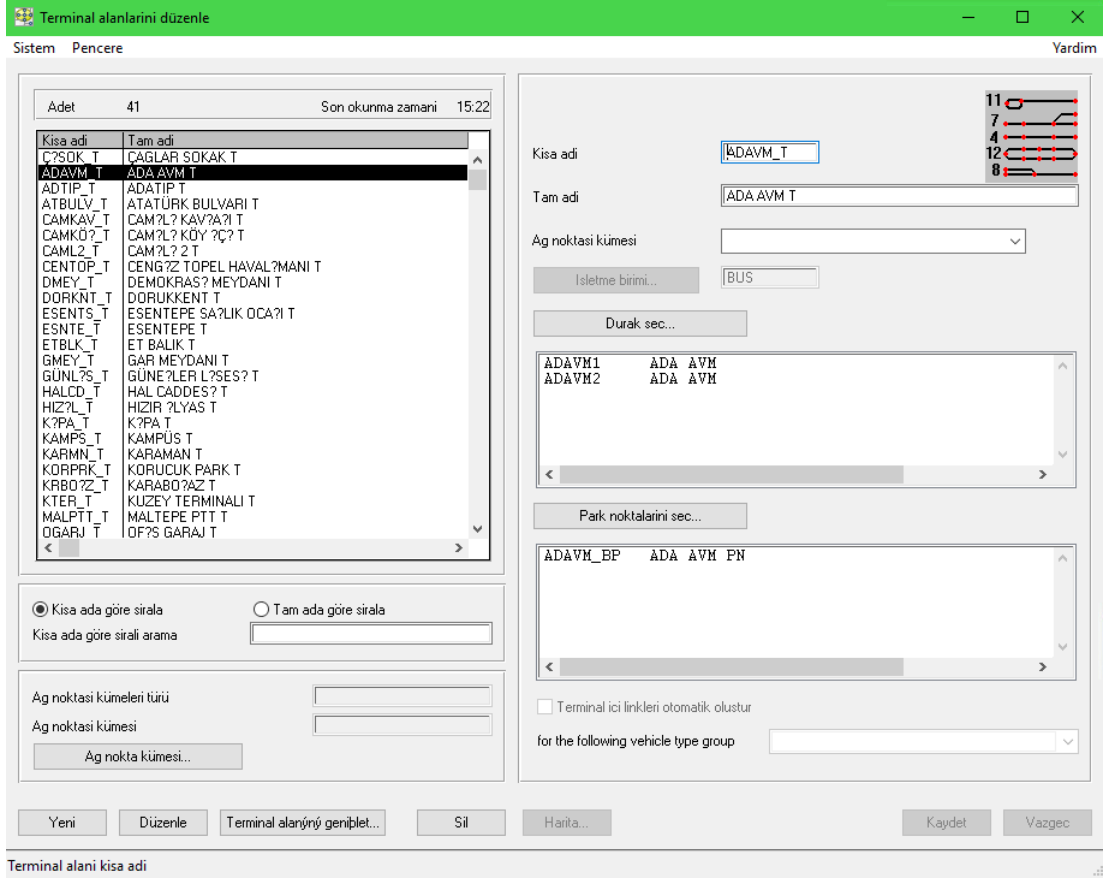 Terminal alanlarini düzenle
Sistem Pencere Yardim
Adet 41 Son okunma zamani 15:22
Kisa adi Tam adi
Ç?SOK_T ÇAGLAR SOKAK T
ADAVM_T ADA AVM T
ADTIP_T ADATIP T
ATBULV_T ATATÜRK BULVARI T
CAMKAV_T CAM?L? KAV?A?I T
CAMKÖ?_T CAM?L? KÖY ?Ç? T
CAML2_T CAM?L? 2 T
CENTOP_T CENG?Z TOPEL HAVAL?MANI T
DMEY_T DEMOKRAS? MEYDANI T
DORKNT_T DORUKKENT T
ESENTS_T ESENTEPE SA?LIK OCA?I T
ESNTE_T ESENTEPE T
ETBLK_T ET BALIK T
GMEY_T GAR MEYDANI T
GÜNL?S_T GÜNE?LER L?SES? T
HALCD_T HAL CADDES? T
HIZ?L_T HIZIR ?LYAS T
K?PA_T K?PA T
KAMPS_T KAMPÜS T
KARMN_T KARAMAN T
KORPRK_T KORUCUK PARK T
KRBO?Z_T KARABO?AZ T
KTER_T KUZEY TERMINALI T
MALPTT_T MALTEPE PTT T
OGARJ_T OF?S GARAJ T
Kisa ada göre sirala Tam ada göre sirala
Kisa ada göre sirali arama
Ag noktasi kümeleri türü
Ag noktasi kümesi
Ag nokta kümesi...
11
7
4
12
8
Kisa adi ADAVM_T
Tam adi ADA AVM T
Ag noktasi kümesi
Isletme birimi... BUS
Durak sec...
ADAVM1 ADA AVM
ADAVM2 ADA AVM
Park noktalarini sec...
ADAVM_BP ADA AVM PN
Terminal ici linkleri otomatik olustur
for the following vehicle type group
Yeni Düzenle Terminal alanýný geniþlet... Sil Harita... Kaydet Vazgec
Terminal alani kisa adi